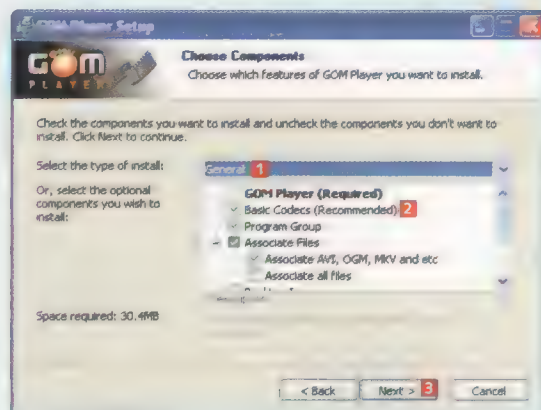 GOM Player Setup
GOM
PLAYER
Choose Components
Choose which features of GOM Player you want to install.
Check the components you want to install and uncheck the components you don't want to
install. Click Next to continue.
Select the type of install:
General 1
Or, select the optional
components you wish to
install:
GOM Player (Required)
Basic Codecs (Recommended) 2
Program Group
Associate Files
Associate AVI, OGM, MKV and etc
Associate all files
Space required: 30.4MB
< Back
Next > 3
Cancel